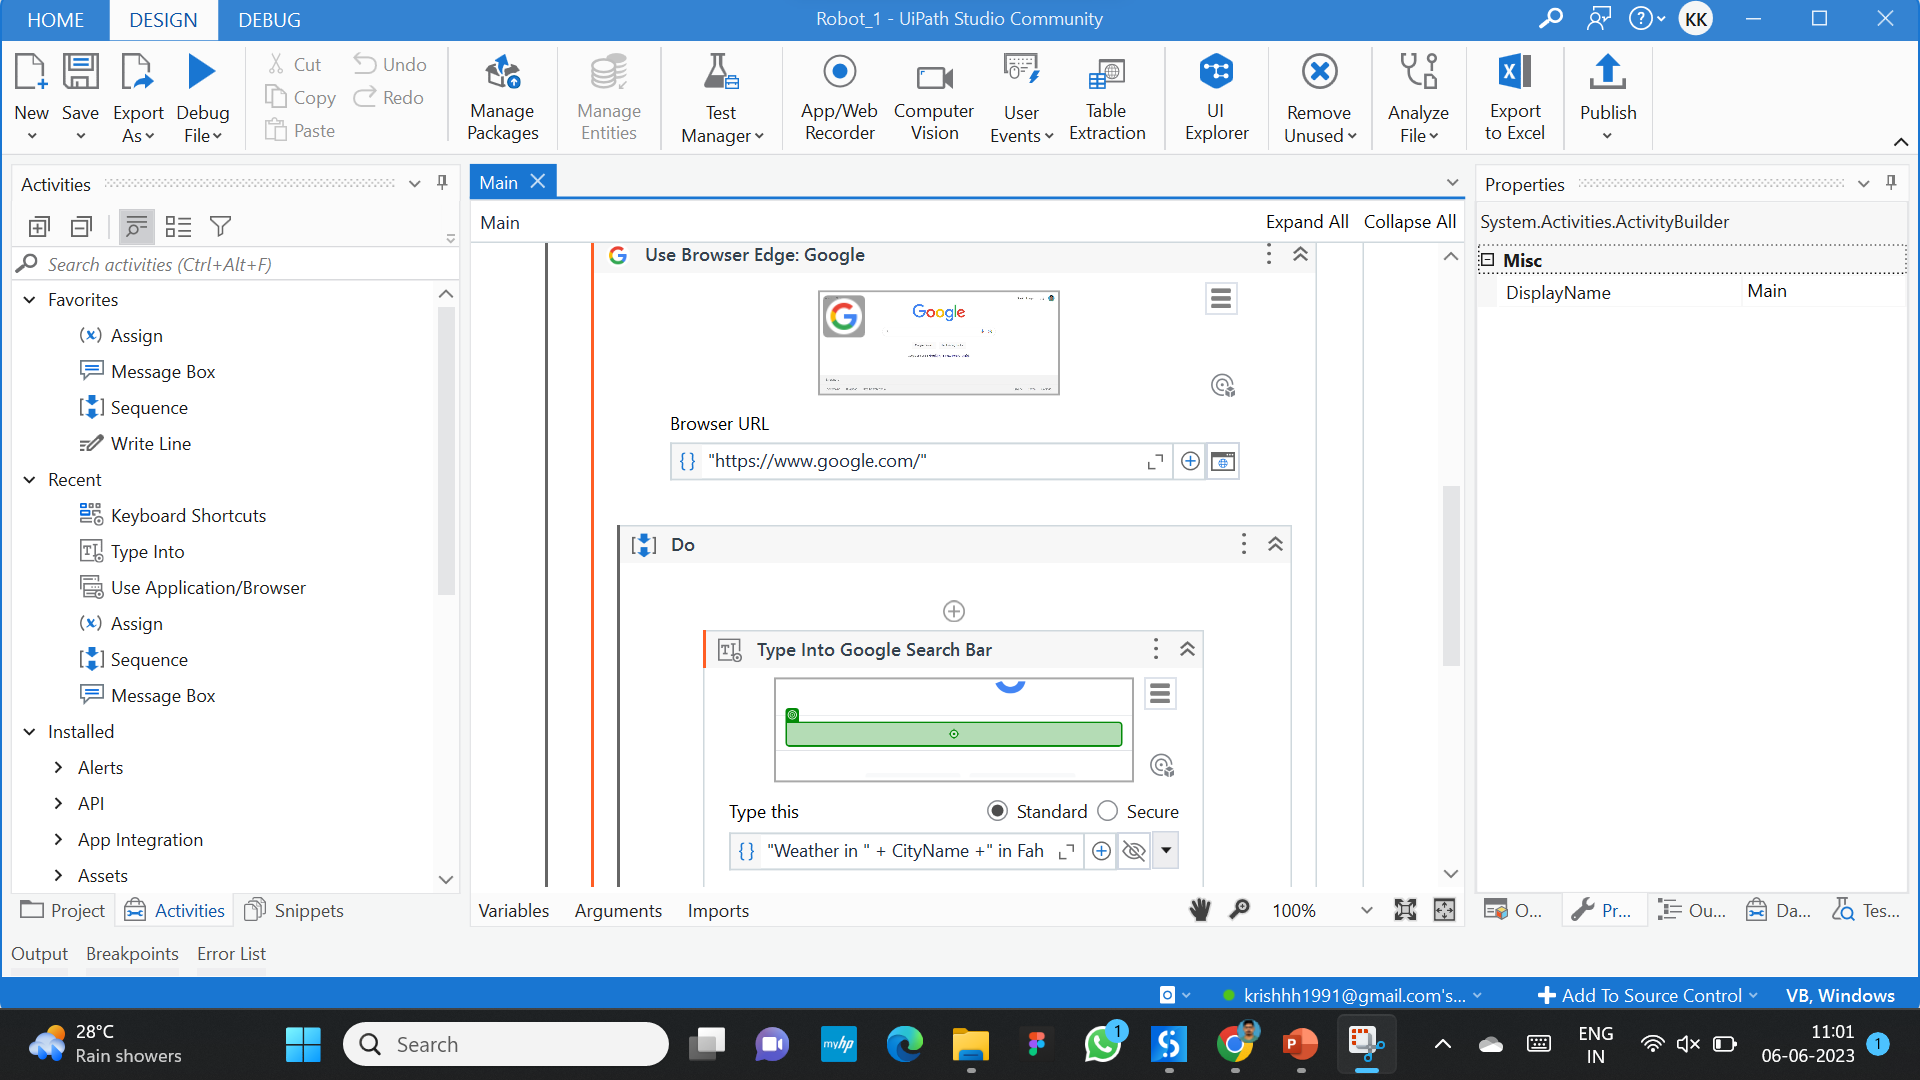 HOME DESIGN DEBUG
Robot_1 - UiPath Studio Community
KK
New
Save
Export As
Debug File
Cut
Copy
Paste
Undo
Redo
Manage Packages
Manage Entities
Test Manager
App/Web Recorder
Computer Vision
User Events
Table Extraction
UI Explorer
Remove Unused
Analyze File
Export to Excel
Publish
Activities
Search activities (Ctrl+Alt+F)
Favorites
Assign
Message Box
Sequence
Write Line
Recent
Keyboard Shortcuts
Type Into
Use Application/Browser
Assign
Sequence
Message Box
Installed
Alerts
API
App Integration
Assets
Project Activities Snippets
Main
Main
Expand All Collapse All
Use Browser Edge: Google
Google
Browser URL
"https://www.google.com/"
Do
Type Into Google Search Bar
Type this
Standard Secure
"Weather in " + CityName +" in Fah
Variables Arguments Imports
100%
Properties
System.Activities.ActivityBuilder
Misc
DisplayName Main
O... Pr... Ou... Da... Tes...
Output Breakpoints Error List
krishhh1991@gmail.com's... Add To Source Control VB, Windows
28°C
Rain showers
Search
myhp
1
ENG
IN
11:01
06-06-2023
1